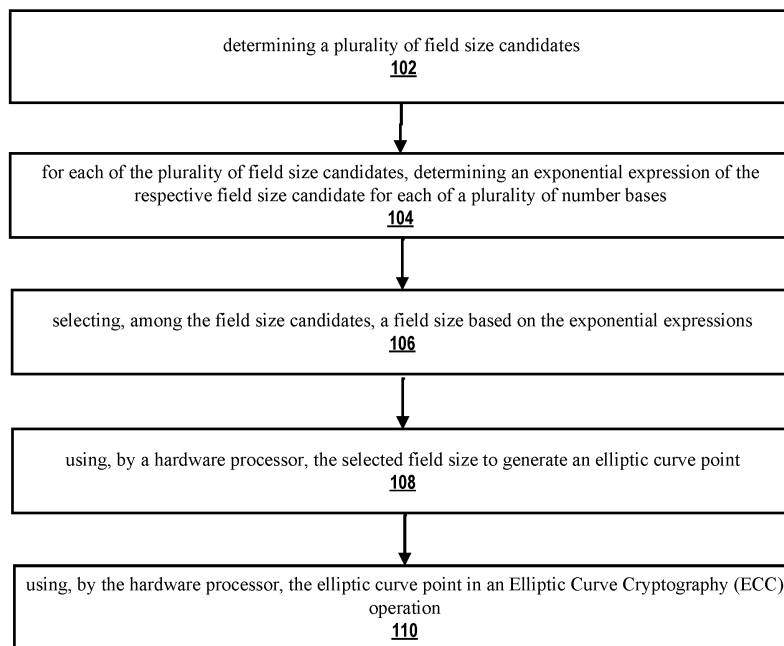 determining a plurality of field size candidates
102
for each of the plurality of field size candidates, determining an exponential expression of the
respective field size candidate for each of a plurality of number bases
104
selecting, among the field size candidates, a field size based on the exponential expressions
106
using, by a hardware processor, the selected field size to generate an elliptic curve point
108
using, by the hardware processor, the elliptic curve point in an Elliptic Curve Cryptography (ECC)
operation
110